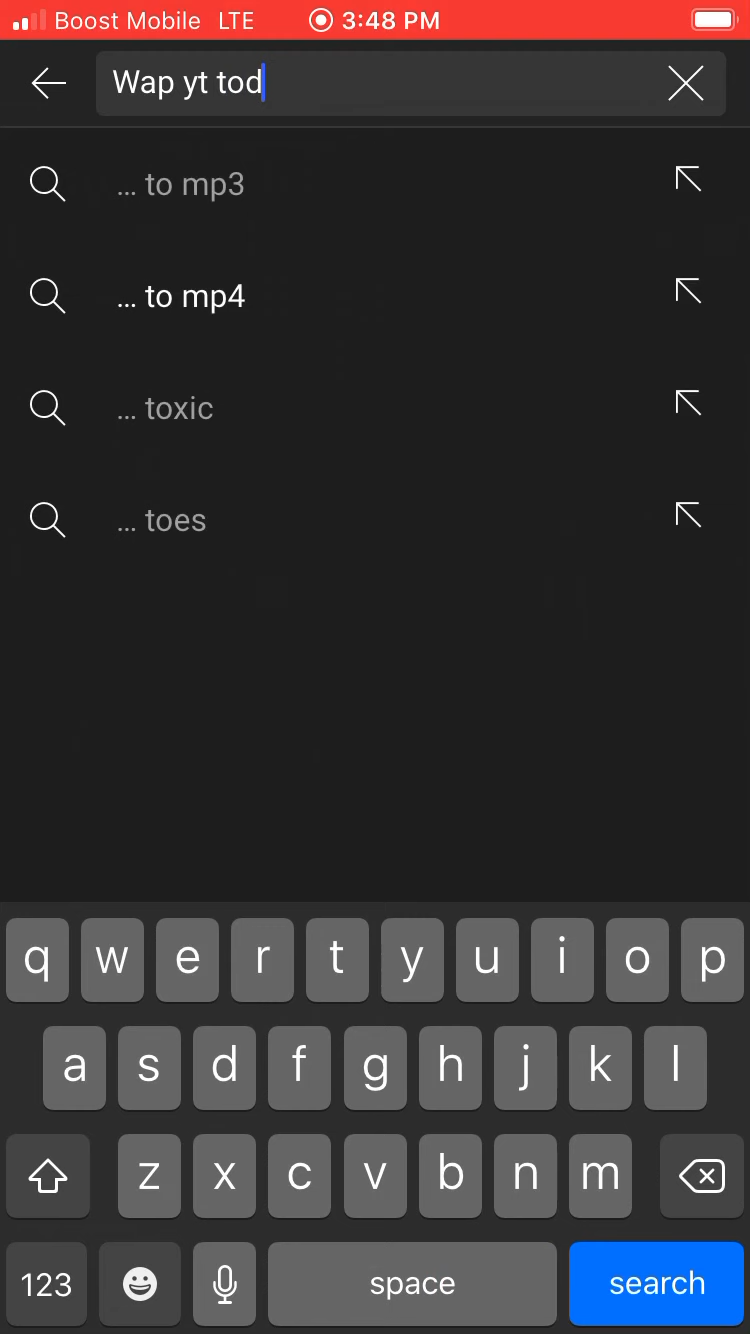 Boost Mobile LTE 3:48 PM
Wap yt tod
... to mp3
... to mp4
... toxic
... toes
q w e r t y u i o p
a s d f g h j k l
z x c v b n m
123 space search